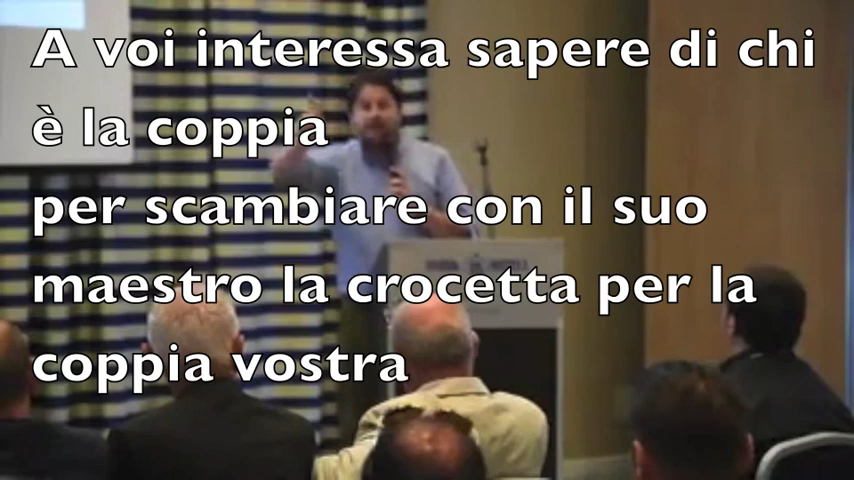 A voi interessa sapere di chi
è la coppia
per scambiare con il suo
maestro la crocetta per la
coppia vostra